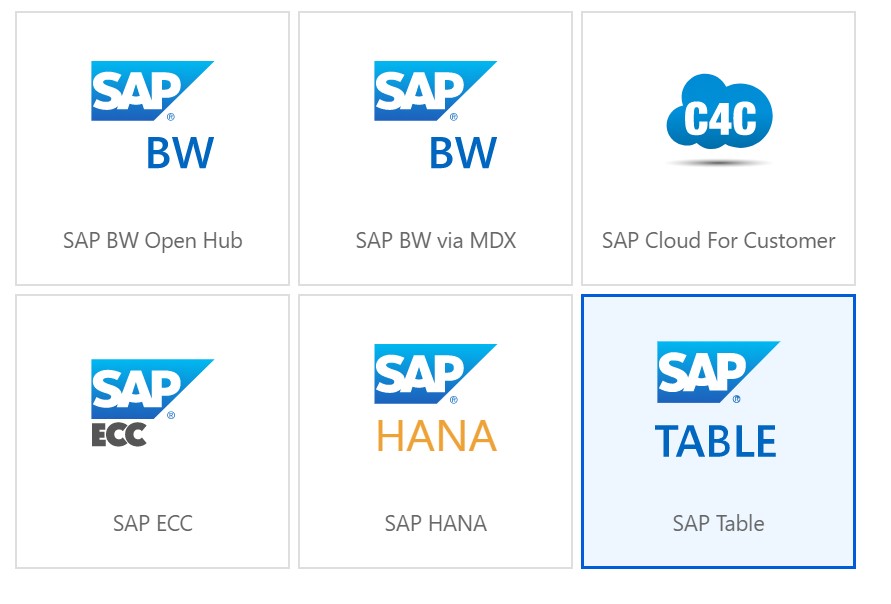 SAP®
BW
SAP BW Open Hub
SAP®
BW
SAP BW via MDX
C4C
SAP Cloud For Customer
SAP®
ECC
SAP ECC
SAP®
HANA
SAP HANA
SAP®
TABLE
SAP Table